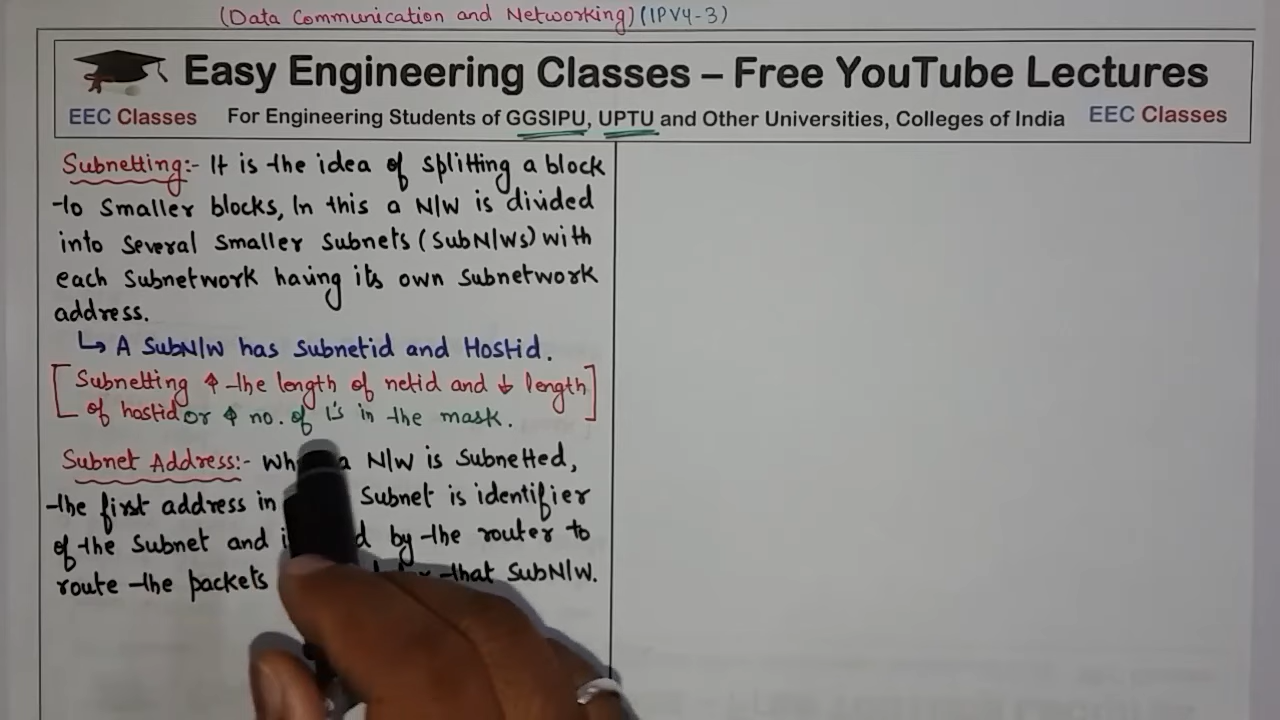 (Data Communication and Networking) (IPV4-3)
Easy Engineering Classes – Free YouTube Lectures
EEC Classes For Engineering Students of GGSIPU, UPTU and Other Universities, Colleges of India EEC Classes
Subnetting:- It is the idea of splitting a block
to smaller blocks, In this a N/W is divided
into several smaller subnets (SubN/Ws) with
each subnetwork having its own subnetwork
address.
↳ A SubN/W has Subnetid and Hostid.
[Subnetting ↑ the length of netid and ↓ length
of hostid or ↑ no. of 1's in the mask.]
Subnet Address:- a N/W is Subnetted,
the first address in Subnet is identifier
of the subnet and by the router to
route the packets that SubN/W.